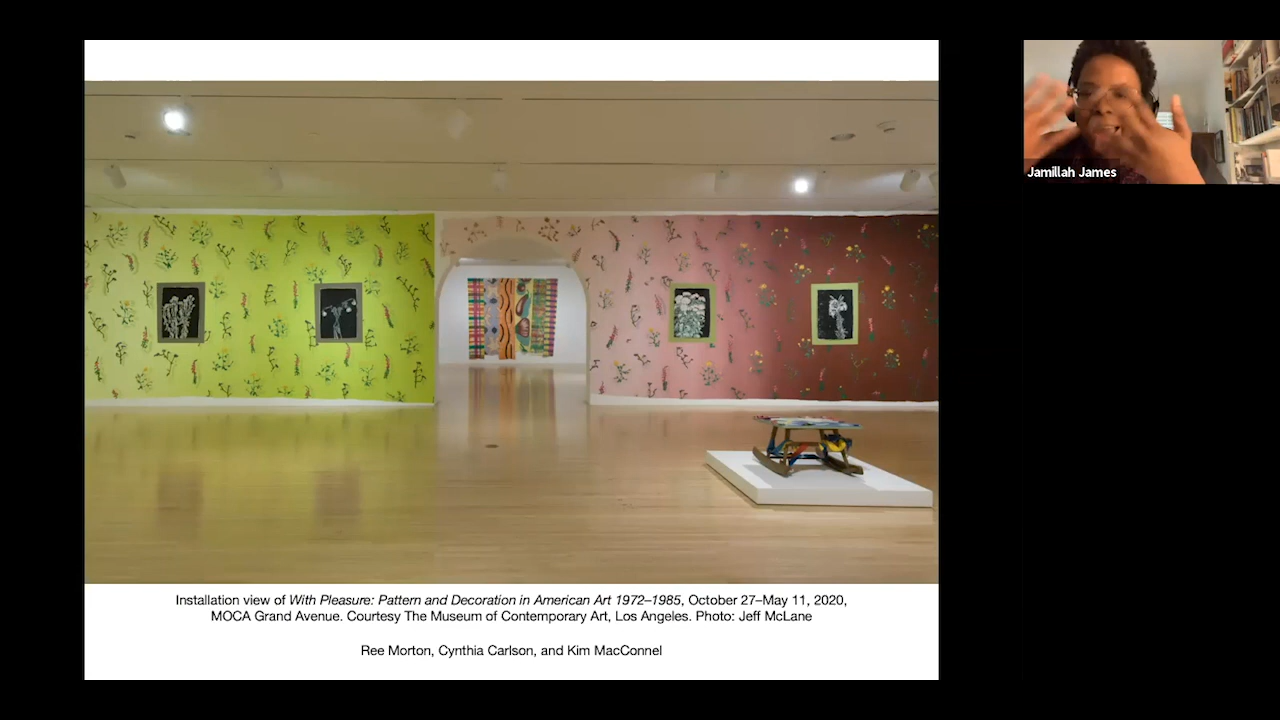 Jamillah James
Installation view of With Pleasure: Pattern and Decoration in American Art 1972–1985, October 27–May 11, 2020,
MOCA Grand Avenue. Courtesy The Museum of Contemporary Art, Los Angeles. Photo: Jeff McLane
Ree Morton, Cynthia Carlson, and Kim MacConnel